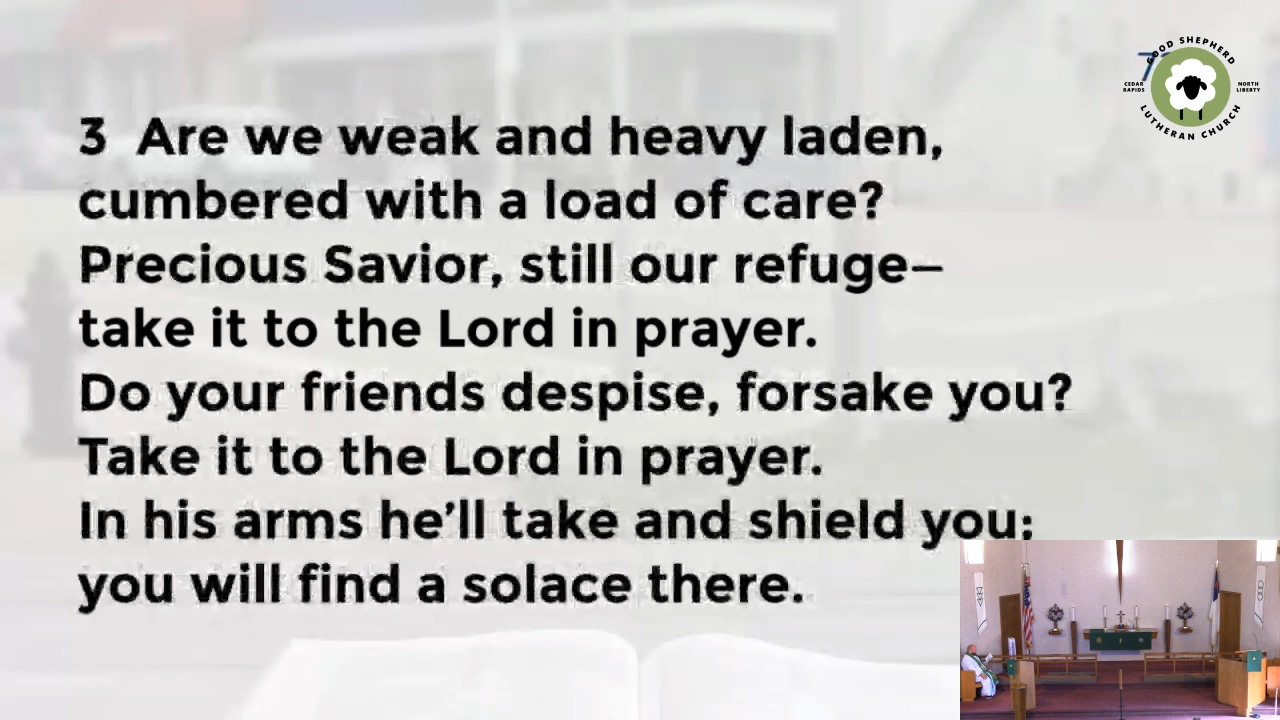 3 Are we weak and heavy laden,
cumbered with a load of care?
Precious Savior, still our refuge—
take it to the Lord in prayer.
Do your friends despise, forsake you?
Take it to the Lord in prayer.
In his arms he’ll take and shield you;
you will find a solace there.
GOOD SHEPHERD
CEDAR
RAPIDS
NORTH
LIBERTY
LUTHERAN CHURCH